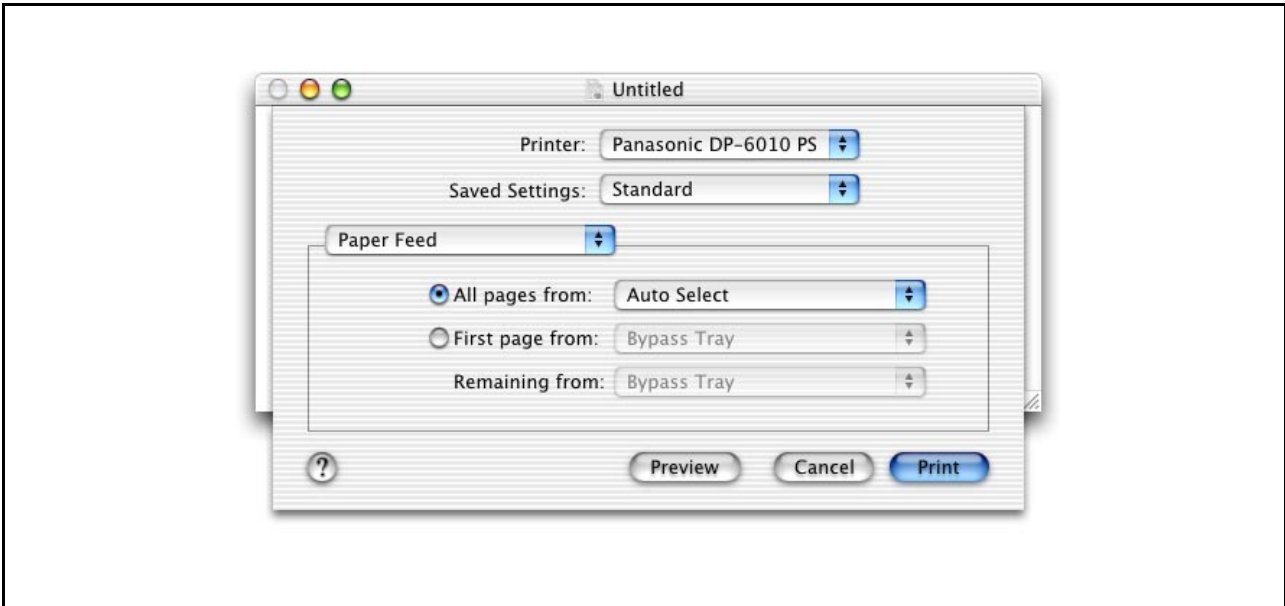 Untitled
Printer: Panasonic DP-6010 PS
Saved Settings: Standard
Paper Feed
All pages from: Auto Select
First page from: Bypass Tray
Remaining from: Bypass Tray
? Preview Cancel Print